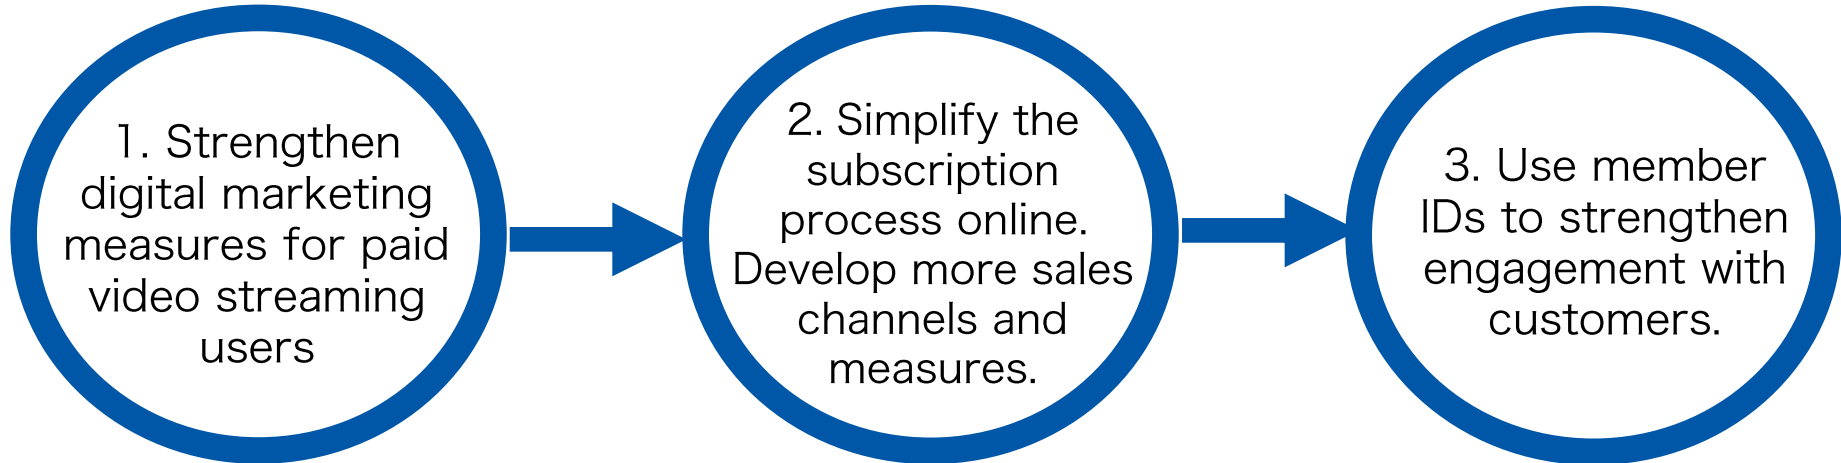 1. Strengthen
digital marketing
measures for paid
video streaming
users
2. Simplify the
subscription
process online.
Develop more sales
channels and
measures.
3. Use member
IDs to strengthen
engagement with
customers.